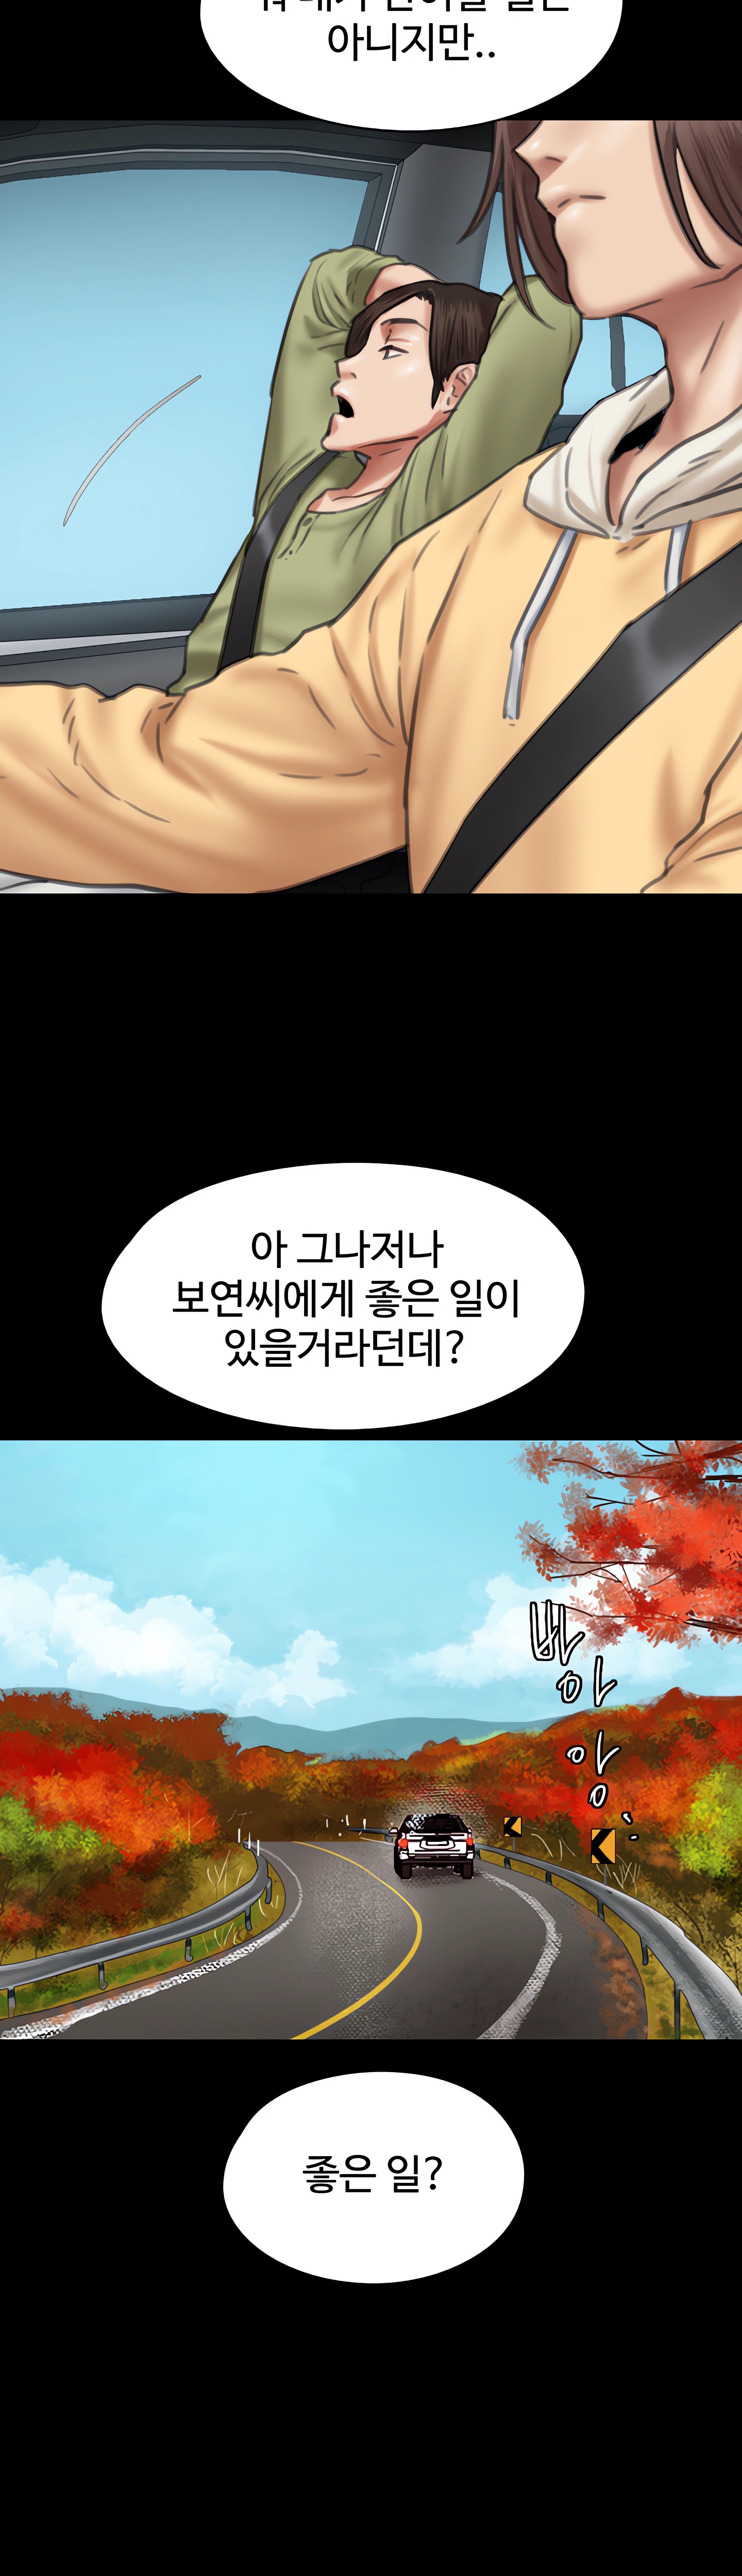 아니지만..
아 그나저나
보연씨에게 좋은 일이
있을거라던데?
빠아
아앙
좋은 일?